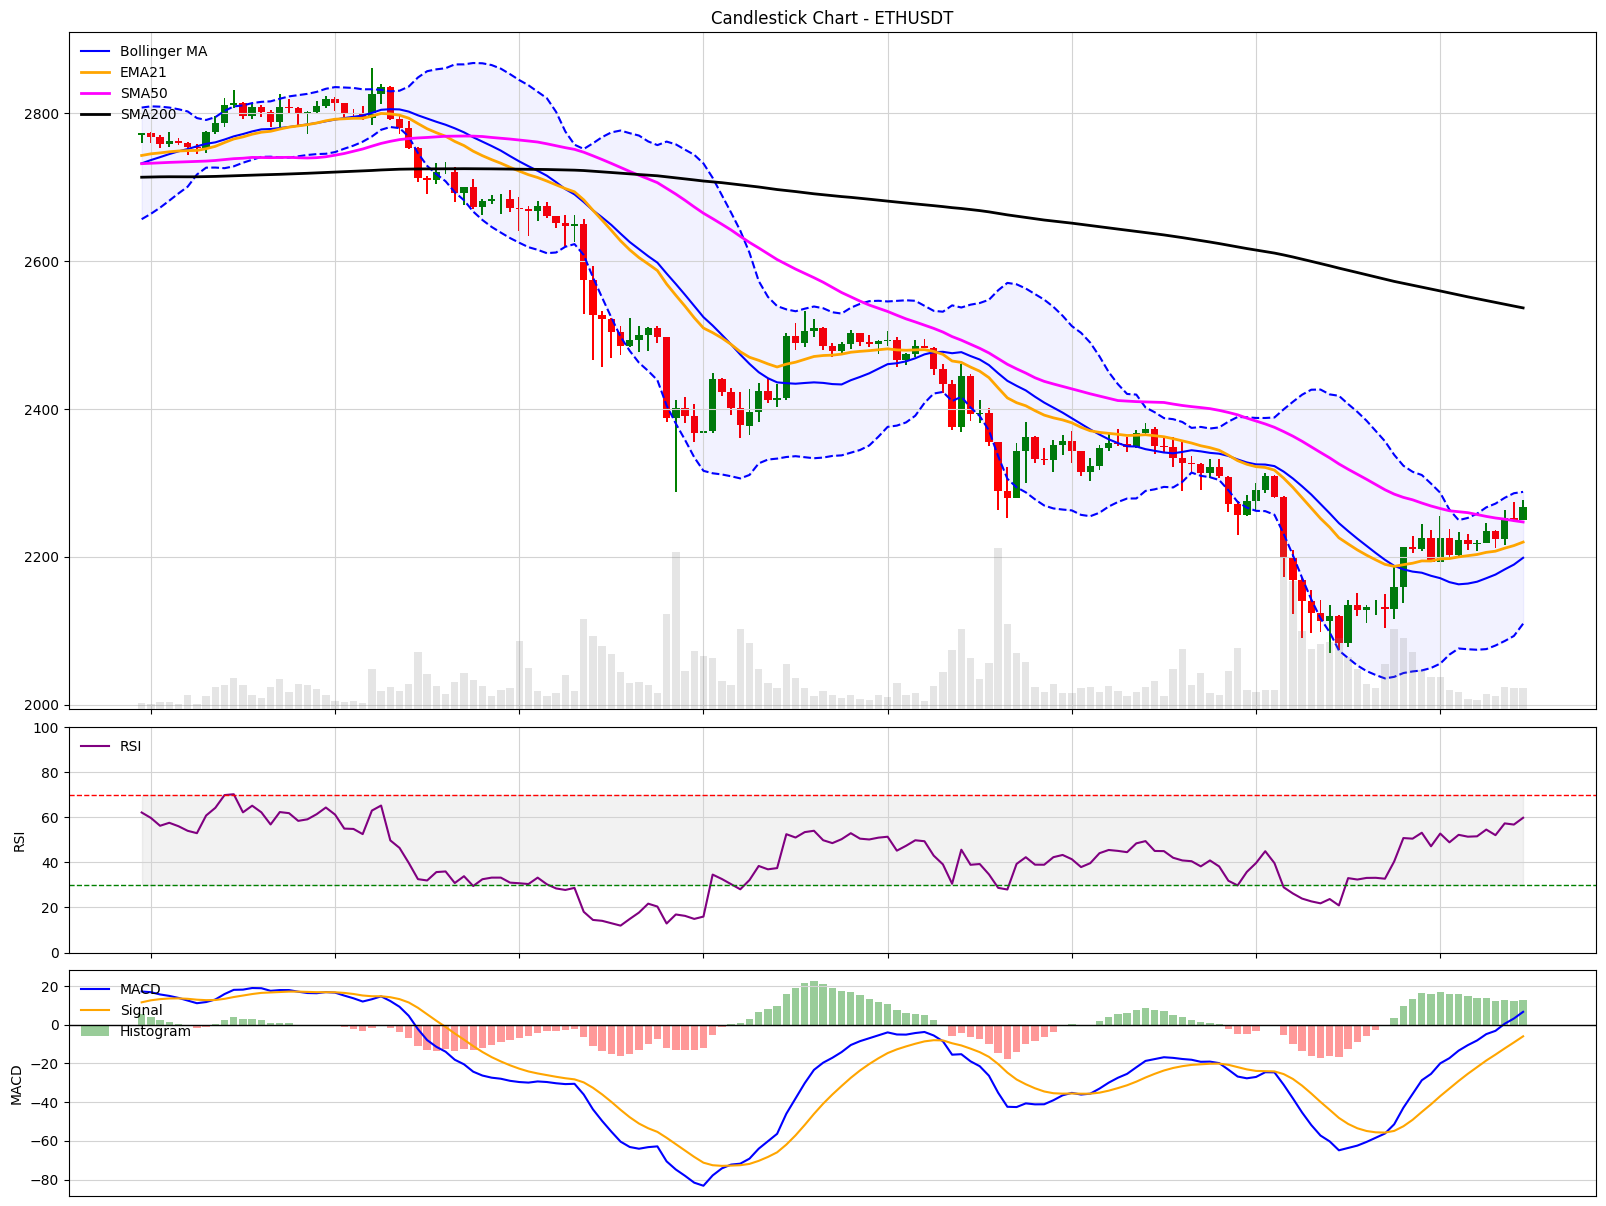 Candlestick Chart - ETHUSDT
Bollinger MA
EMA21
SMA50
SMA200
2800
2600
2400
2200
2000
RSI
100
80
60
40
20
0
RSI
MACD
Signal
Histogram
20
0
−20
−40
−60
−80
MACD